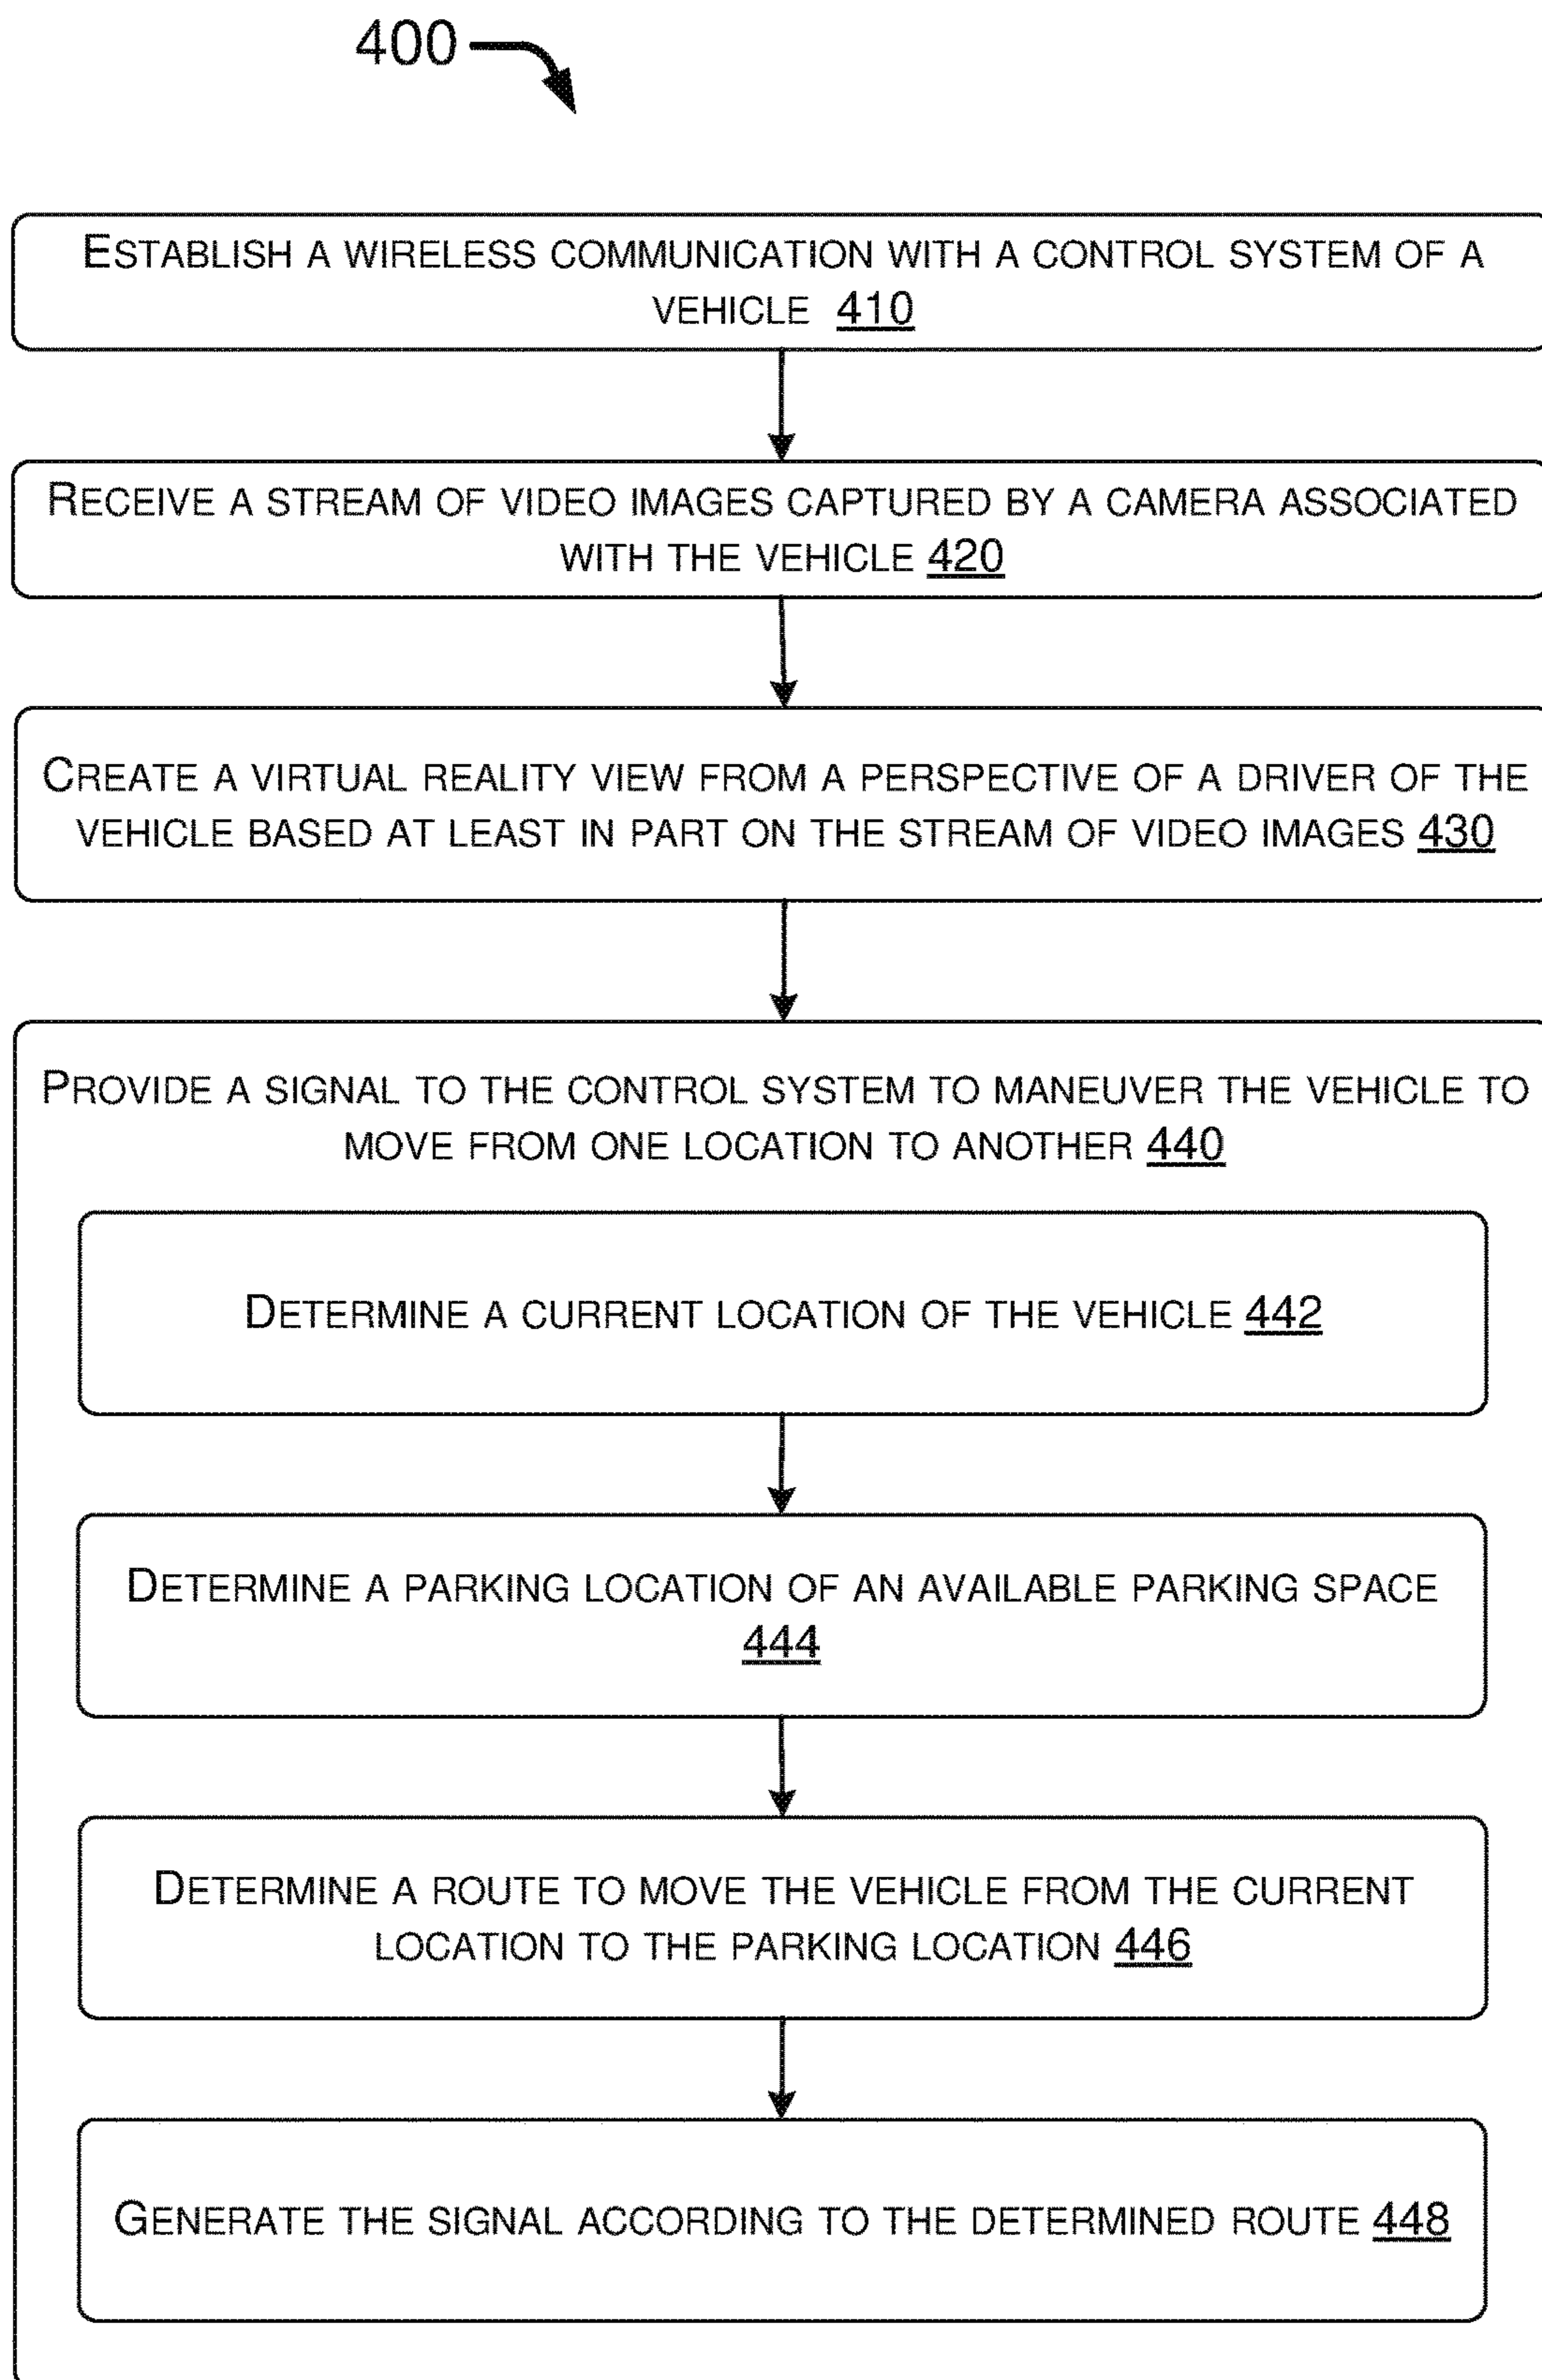 400
ESTABLISH A WIRELESS COMMUNICATION WITH A CONTROL SYSTEM OF A
VEHICLE 410
RECEIVE A STREAM OF VIDEO IMAGES CAPTURED BY A CAMERA ASSOCIATED
WITH THE VEHICLE 420
CREATE A VIRTUAL REALITY VIEW FROM A PERSPECTIVE OF A DRIVER OF THE
VEHICLE BASED AT LEAST IN PART ON THE STREAM OF VIDEO IMAGES 430
PROVIDE A SIGNAL TO THE CONTROL SYSTEM TO MANEUVER THE VEHICLE TO
MOVE FROM ONE LOCATION TO ANOTHER 440
DETERMINE A CURRENT LOCATION OF THE VEHICLE 442
DETERMINE A PARKING LOCATION OF AN AVAILABLE PARKING SPACE
444
DETERMINE A ROUTE TO MOVE THE VEHICLE FROM THE CURRENT
LOCATION TO THE PARKING LOCATION 446
GENERATE THE SIGNAL ACCORDING TO THE DETERMINED ROUTE 448